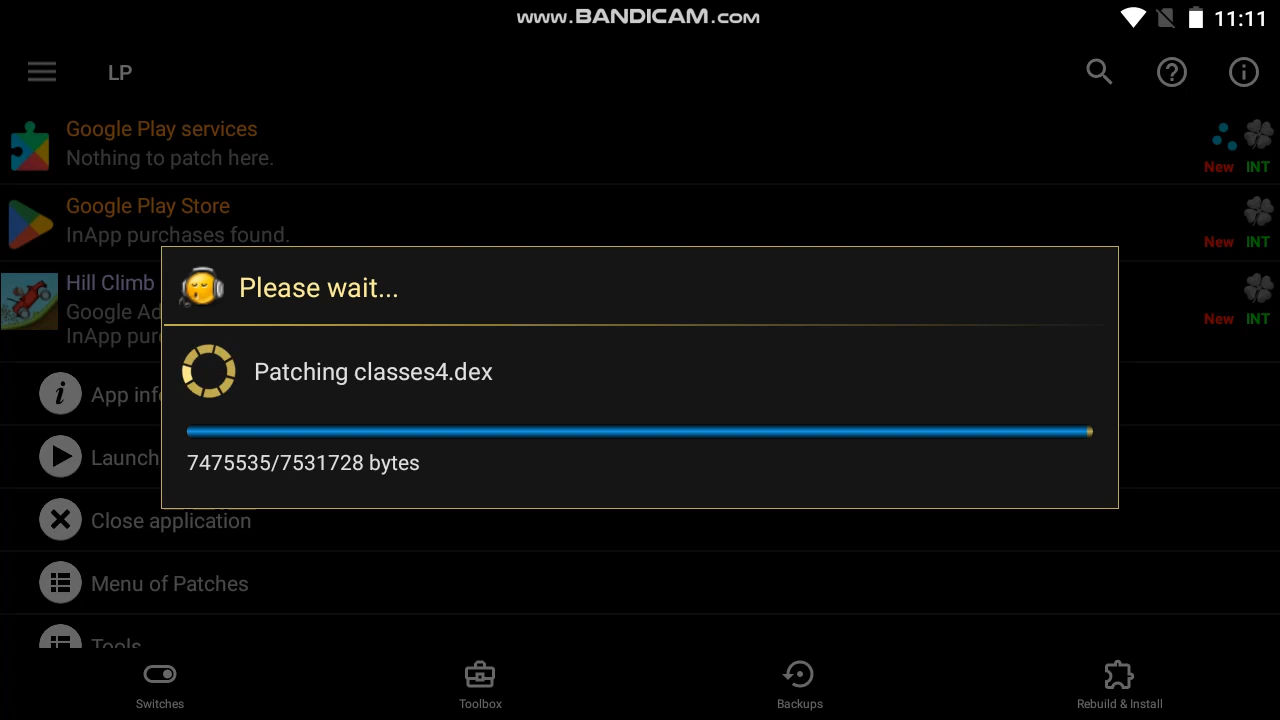 www.BANDICAM.com
11:11
LP
Google Play services
Nothing to patch here.
New INT
Google Play Store
InApp purchases found.
New INT
Hill Climb
Google Ad
InApp pur
New INT
Please wait...
Patching classes4.dex
7475535/7531728 bytes
App info
Launch
Close application
Menu of Patches
Tools
Switches
Toolbox
Backups
Rebuild & Install